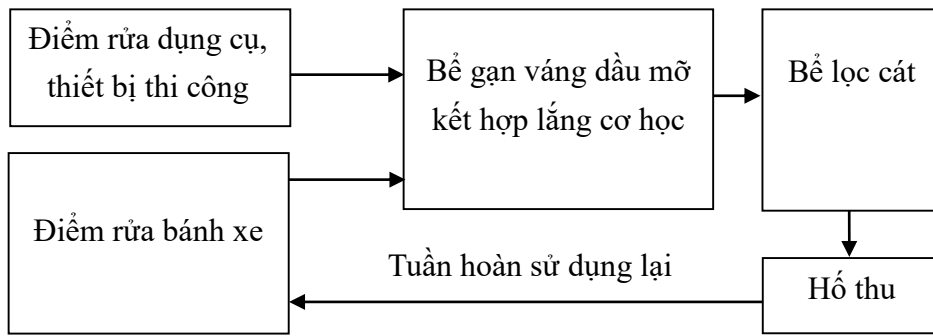 Điểm rửa dụng cụ,
thiết bị thi công
Bể gạn váng dầu mỡ
kết hợp lắng cơ học
Bể lọc cát
Điểm rửa bánh xe
Tuần hoàn sử dụng lại
Hố thu